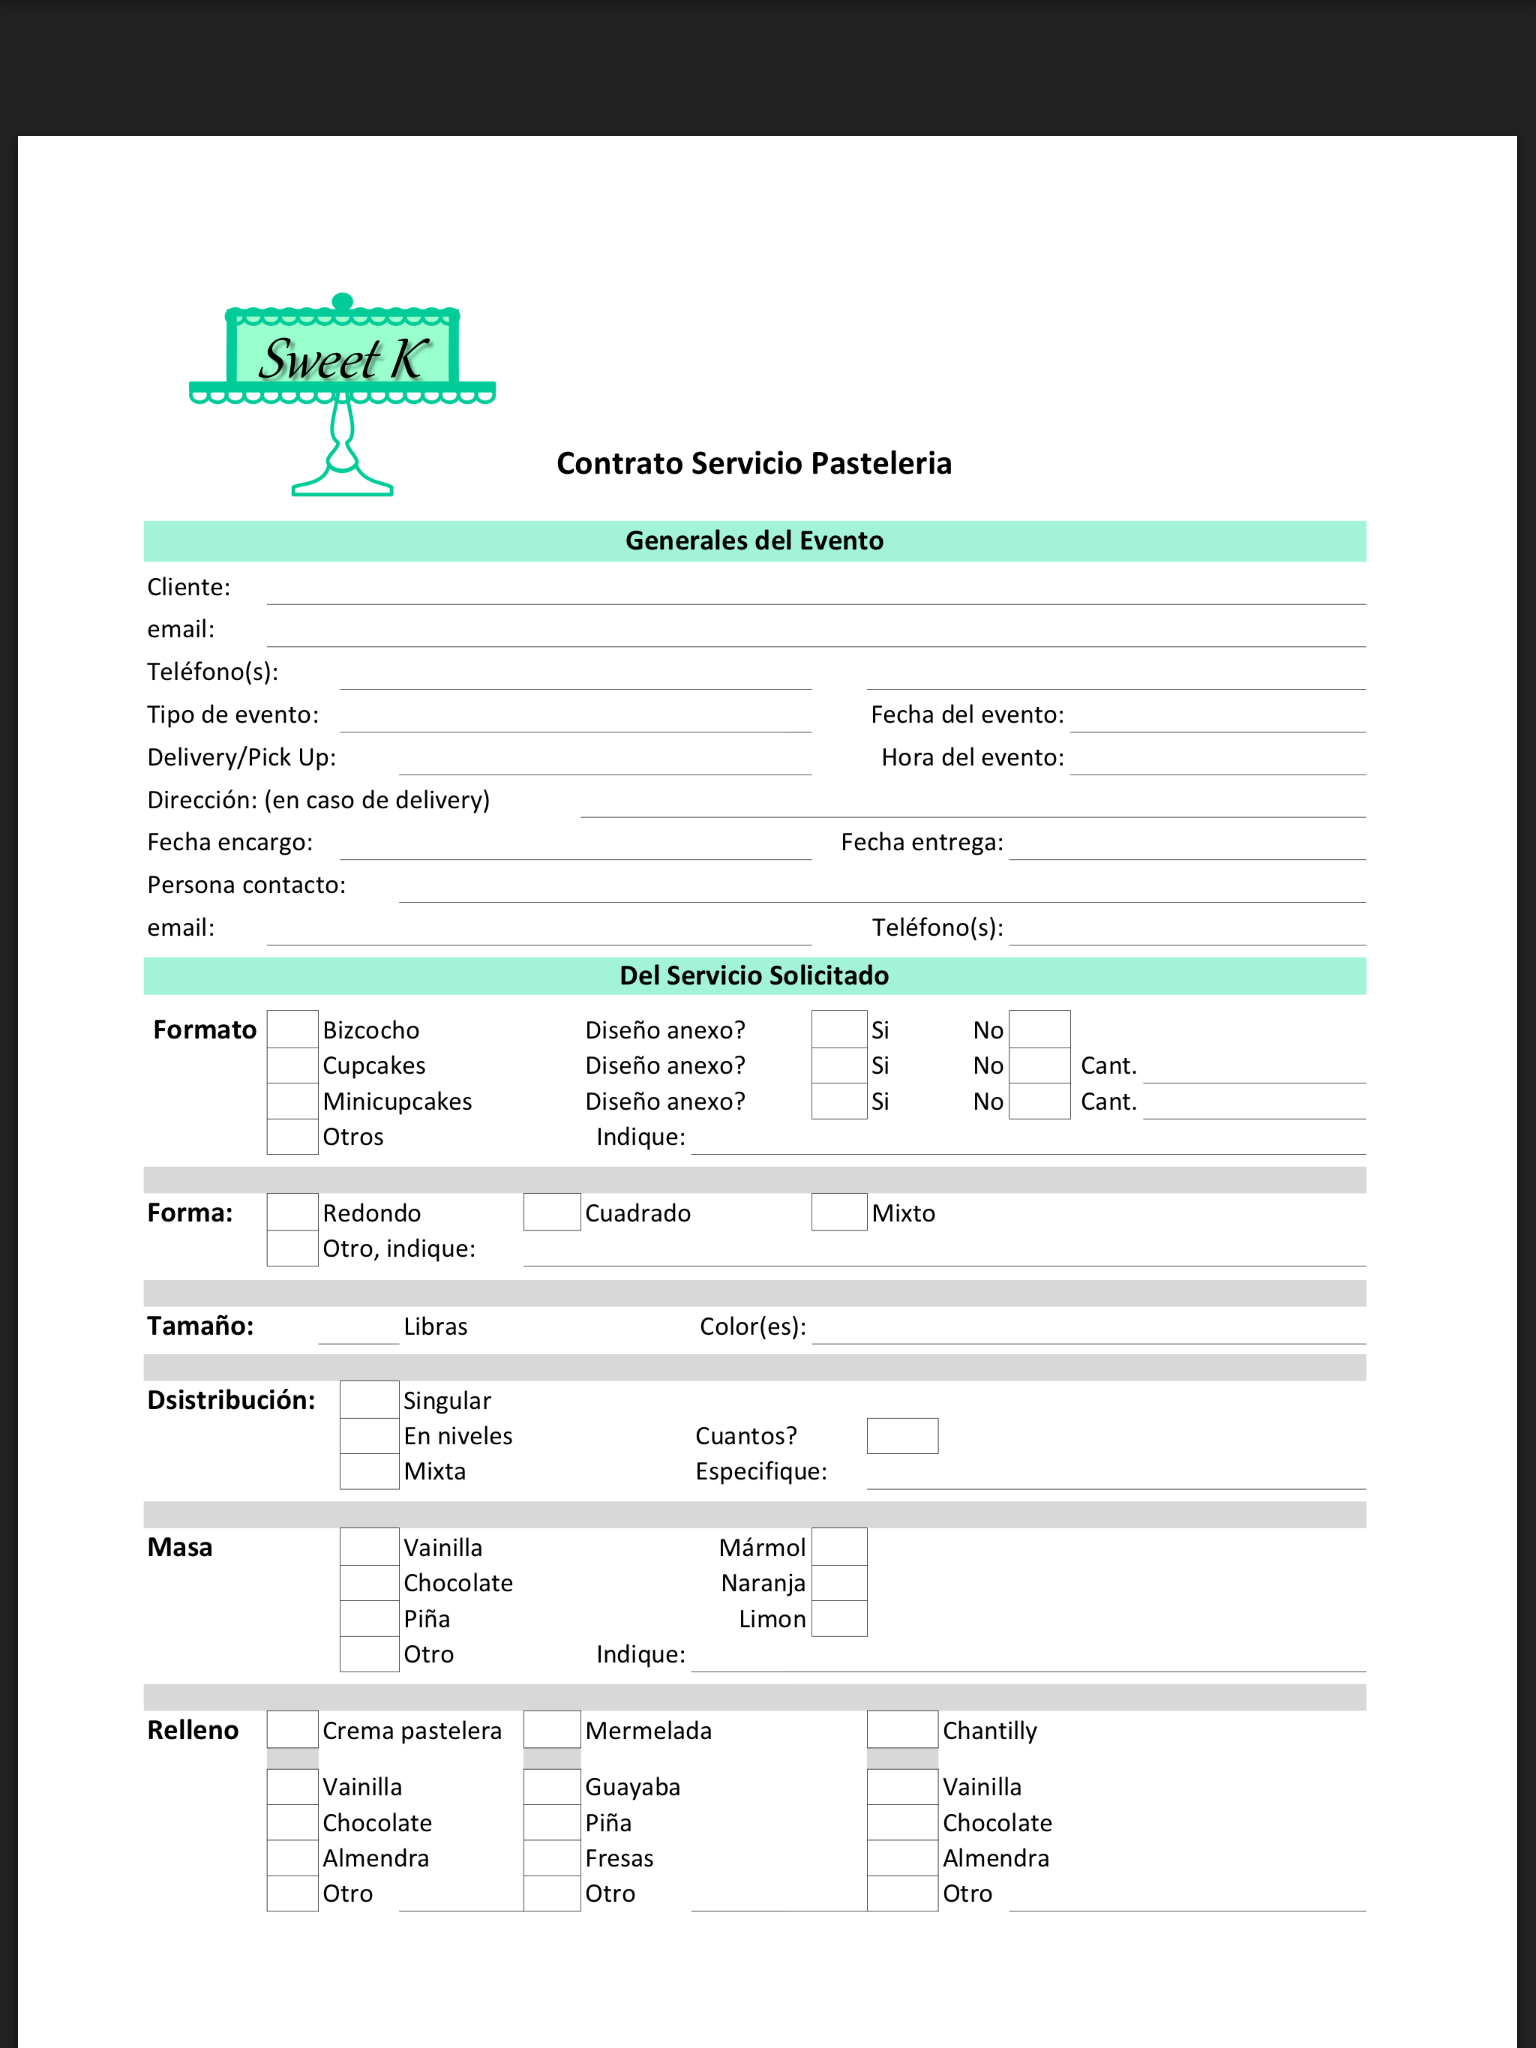 Sweet K
Contrato Servicio Pasteleria
Generales del Evento
Cliente:
email:
Teléfono(s):
Tipo de evento: Fecha del evento:
Delivery/Pick Up: Hora del evento:
Dirección: (en caso de delivery)
Fecha encargo: Fecha entrega:
Persona contacto:
email: Teléfono(s):
Del Servicio Solicitado
Formato Bizcocho Diseño anexo? Si No
Cupcakes Diseño anexo? Si No Cant.
Minicupcakes Diseño anexo? Si No Cant.
Otros Indique:
Forma: Redondo Cuadrado Mixto
Otro, indique:
Tamaño: Libras Color(es):
Dsistribución: Singular
En niveles Cuantos?
Mixta Especifique:
Masa Vainilla Mármol
Chocolate Naranja
Piña Limon
Otro Indique:
Relleno Crema pastelera Mermelada Chantilly
Vainilla Guayaba Vainilla
Chocolate Piña Chocolate
Almendra Fresas Almendra
Otro Otro Otro